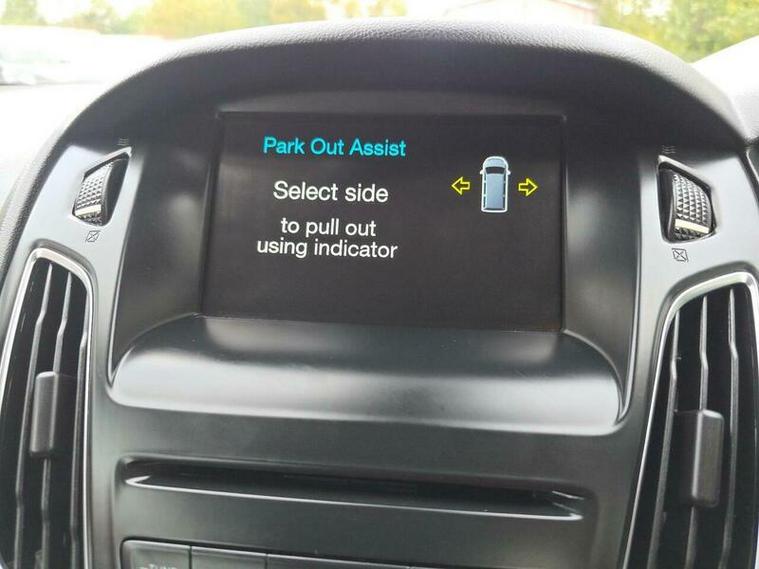 Park Out Assist
Select side
to pull out
using indicator